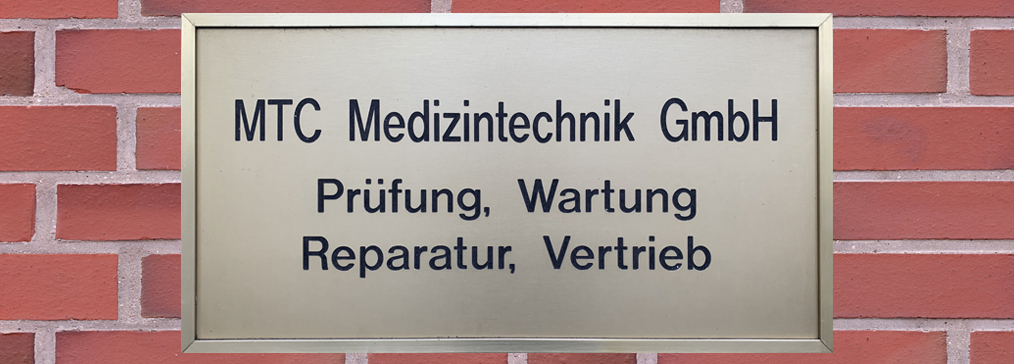 MTC Medizintechnik GmbH
Prüfung, Wartung
Reparatur, Vertrieb